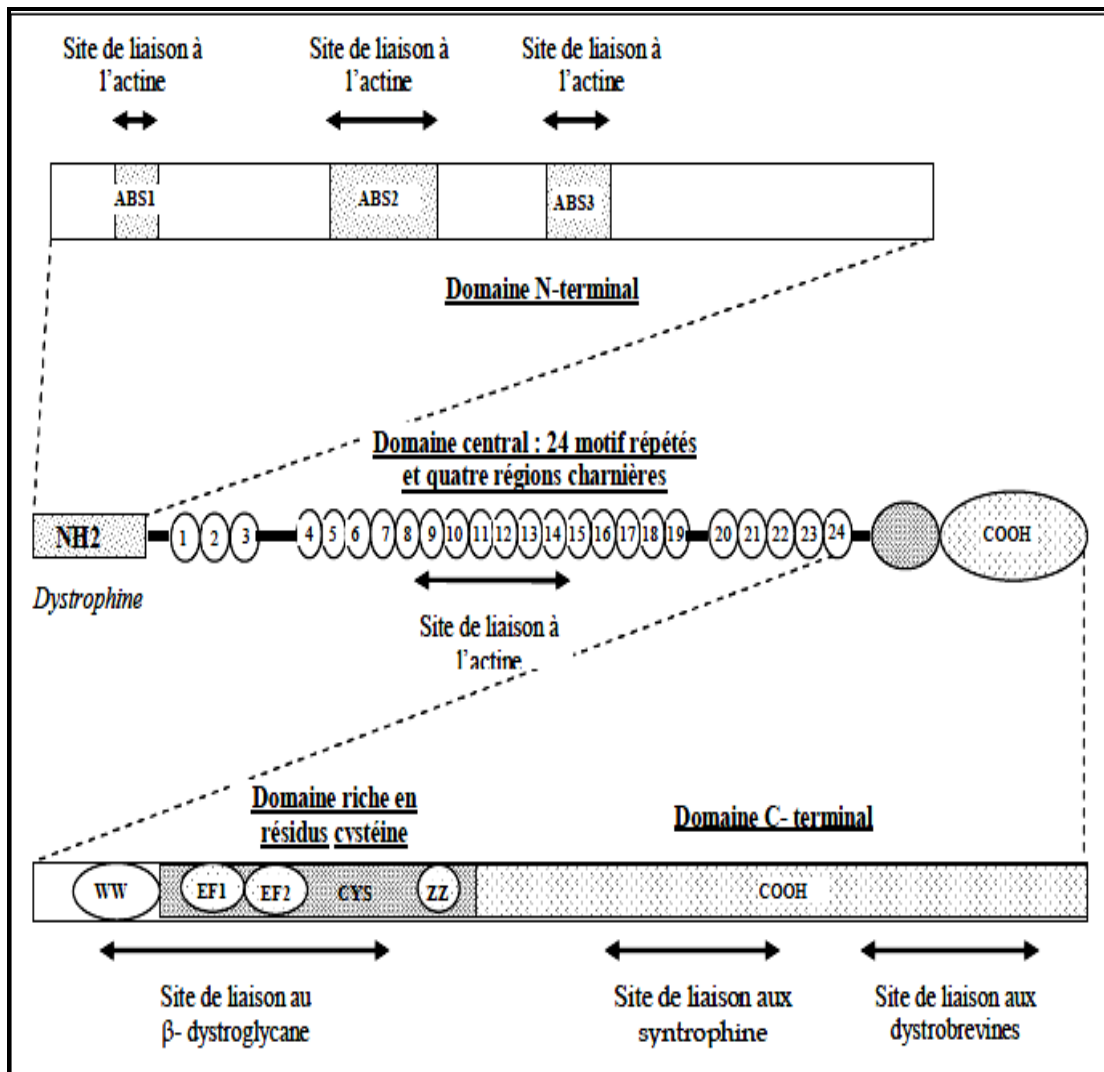 Site de liaison à
l’actine
Site de liaison à
l’actine
Site de liaison à
l’actine
ABS1
ABS2
ABS3
Domaine N-terminal
Domaine central : 24 motif répétés
et quatre régions charnières
NH2
1
2
3
4
5
6
7
8
9
10
11
12
13
14
15
16
17
18
19
20
21
22
23
24
COOH
Dystrophine
Site de liaison à
l’actine
Domaine riche en
résidus cystéine
Domaine C- terminal
WW
EF1
EF2
CYS
ZZ
COOH
Site de liaison au
β- dystroglycane
Site de liaison aux
syntrophine
Site de liaison aux
dystrobrevines